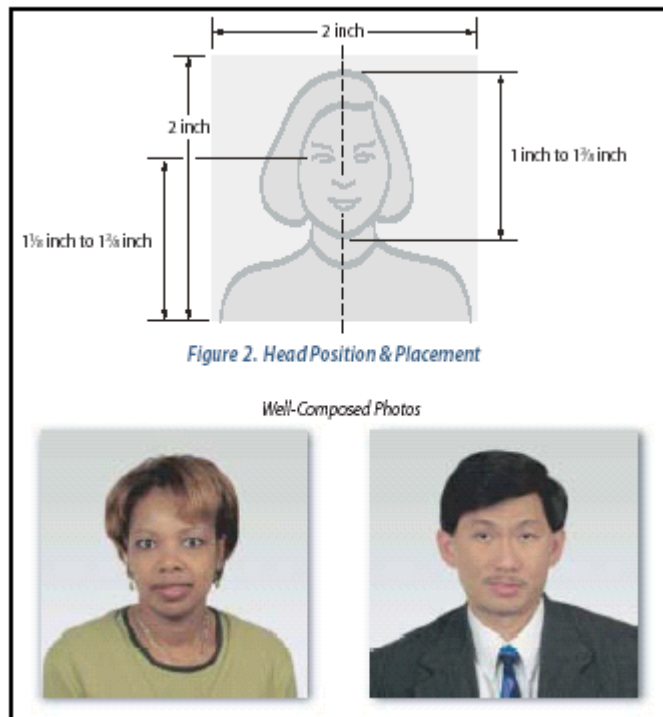 2 inch
2 inch
1 inch to 1⅜ inch
1⅛ inch to 1⅜ inch
Figure 2. Head Position & Placement
Well-Composed Photos